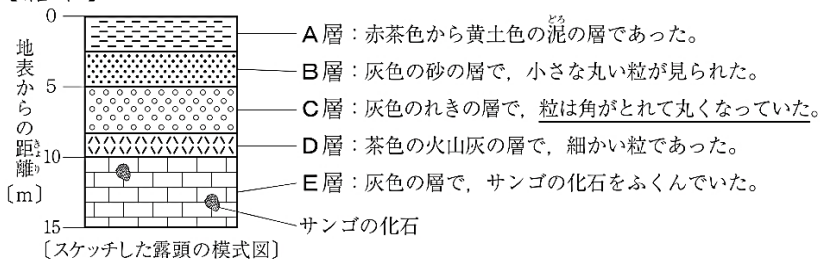 0
5
10
15
地表からの距離
きょり
〔m〕
A層：赤茶色から黄土色の泥の層であった。
どろ
B層：灰色の砂の層で，小さな丸い粒が見られた。
C層：灰色のれきの層で，粒は角がとれて丸くなっていた。
D層：茶色の火山灰の層で，細かい粒であった。
E層：灰色の層で，サンゴの化石をふくんでいた。
サンゴの化石
〔スケッチした露頭の模式図〕